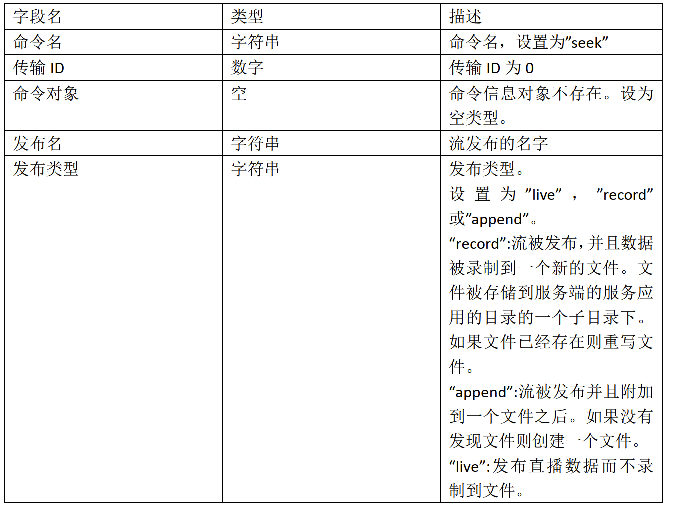 字段名 类型 描述
命令名 字符串 命令名，设置为”seek”
传输 ID 数字 传输 ID 为 0
命令对象 空 命令信息对象不存在。设为
空类型。
发布名 字符串 流发布的名字
发布类型 字符串 发布类型。
设置为”live”，”record”
或”append”。
“record”:流被发布，并且数据
被录制到一个新的文件。文
件被存储到服务端的服务应
用的目录的一个子目录下。
如果文件已经存在则重写文
件。
“append”:流被发布并且附加
到一个文件之后。如果没有
发现文件则创建一个文件。
“live”:发布直播数据而不录
制到文件。